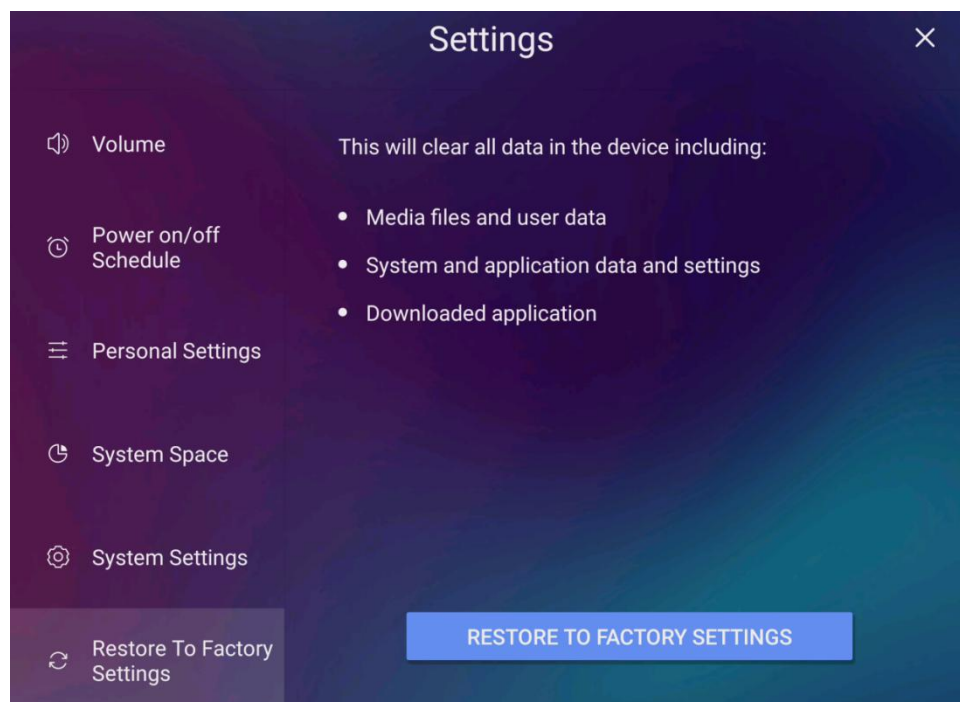 Settings
Volume
Power on/off
Schedule
Personal Settings
System Space
System Settings
Restore To Factory
Settings
This will clear all data in the device including:
Media files and user data
System and application data and settings
Downloaded application
RESTORE TO FACTORY SETTINGS